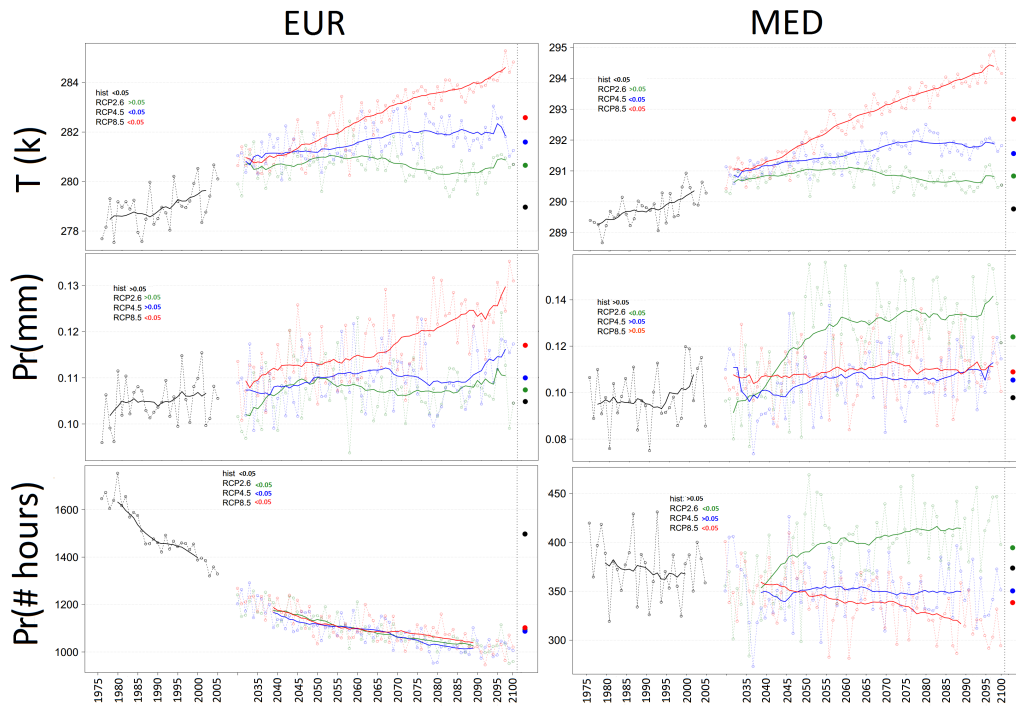 EUR MED
T (k)
284
282
280
278
hist <0.05
RCP2.6 >0.05
RCP4.5 <0.05
RCP8.5 <0.05
295
294
293
292
291
290
289
hist <0.05
RCP2.6 >0.05
RCP4.5 <0.05
RCP8.5 <0.05
Pr(mm)
0.13
0.12
0.11
0.10
hist >0.05
RCP2.6 >0.05
RCP4.5 >0.05
RCP8.5 <0.05
0.14
0.12
0.10
0.08
hist >0.05
RCP2.6 <0.05
RCP4.5 >0.05
RCP8.5 >0.05
Pr(# hours)
1600
1400
1200
1000
hist <0.05
RCP2.6 <0.05
RCP4.5 <0.05
RCP8.5 <0.05
450
400
350
300
hist: >0.05
RCP2.6 <0.05
RCP4.5 >0.05
RCP8.5 <0.05
1975 1980 1985 1990 1995 2000 2005 2035 2040 2045 2050 2055 2060 2065 2070 2075 2080 2085 2090 2095 2100
1975 1980 1985 1990 1995 2000 2005 2035 2040 2045 2050 2055 2060 2065 2070 2075 2080 2085 2090 2095 2100